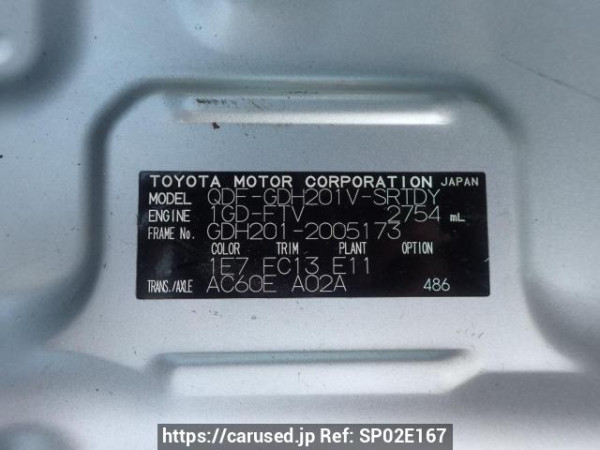 TOYOTA MOTOR CORPORATION JAPAN
MODEL QDF-GDH201V-SRTDY
ENGINE 1GD-FTV 2754 mL
FRAME No. GDH201-2005173
COLOR TRIM PLANT OPTION
1E7 EC13 E11
TRANS./AXLE AC60E A02A 486
https://carused.jp Ref: SP02E167